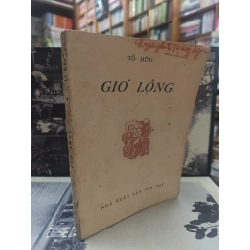 TỐ HỮU
GIÓ LỘNG
NHÀ XUẤT BẢN VĂN HỌC